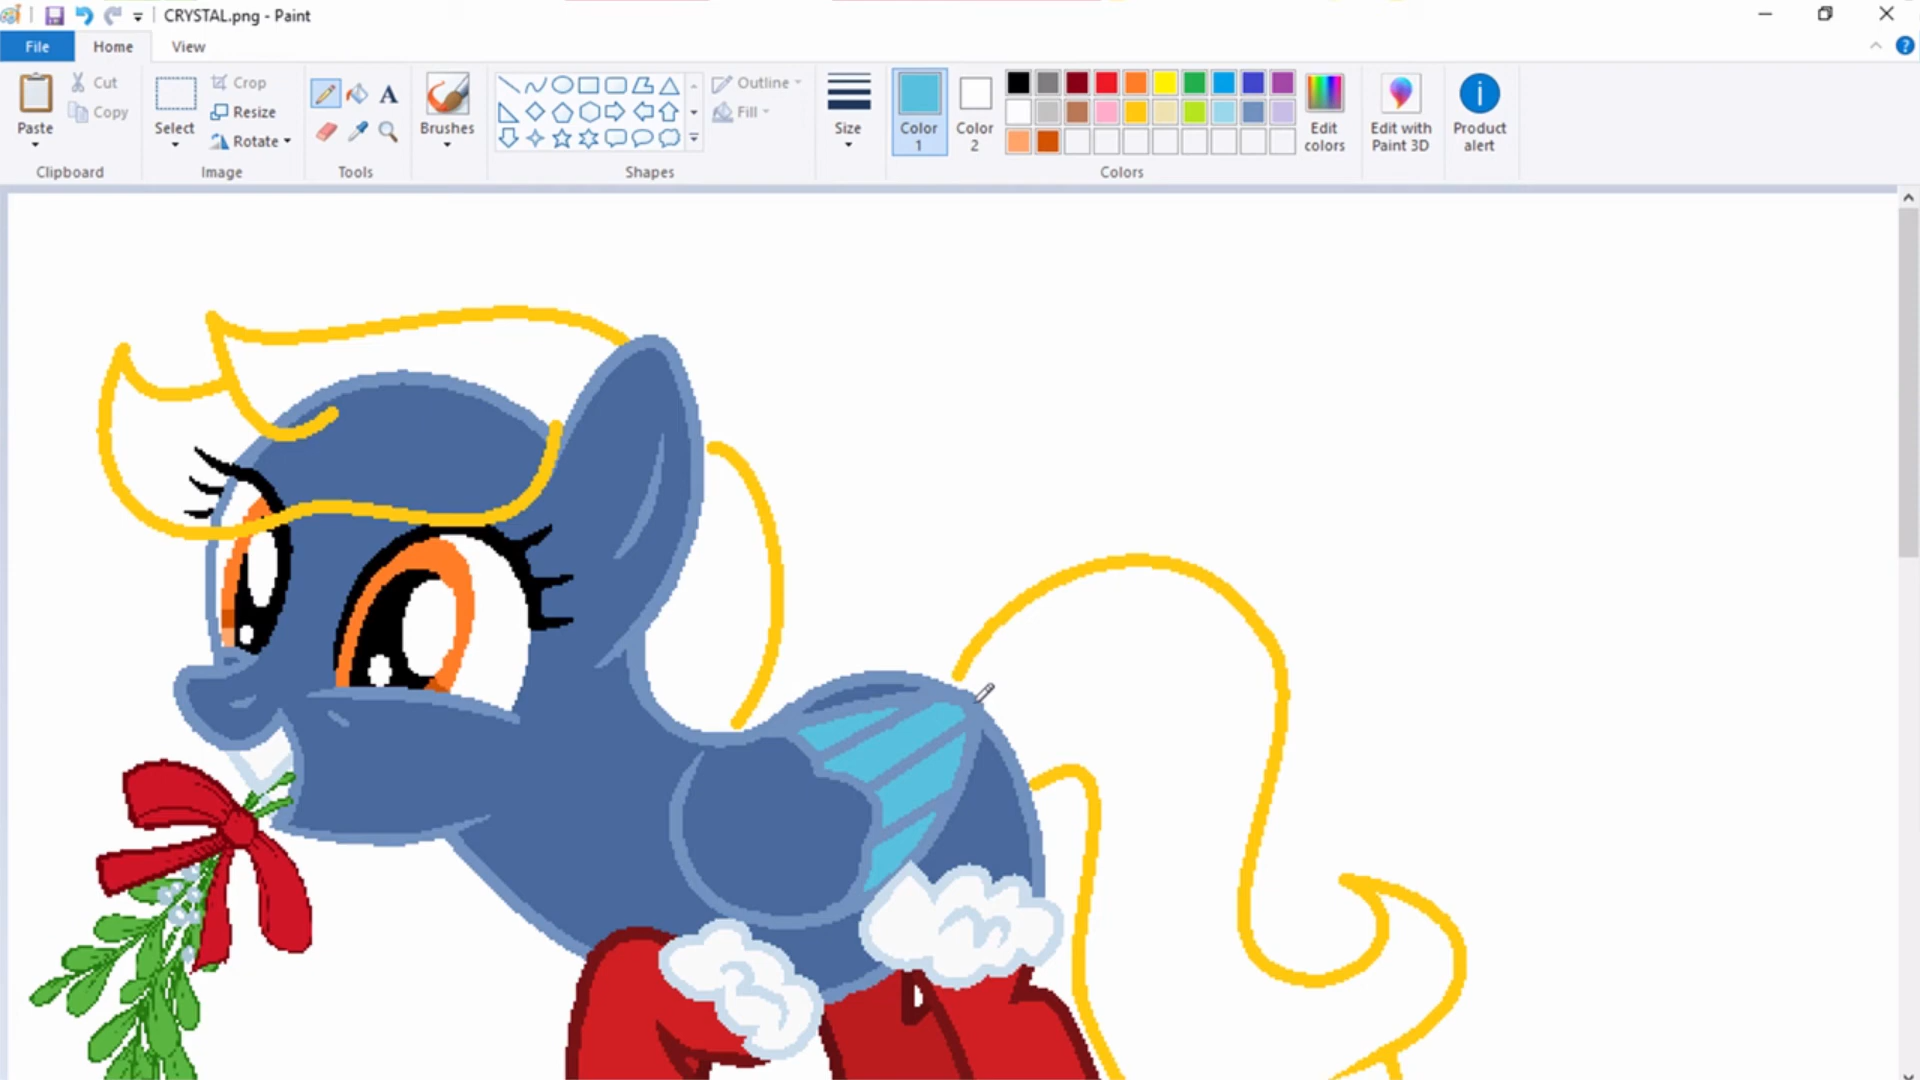 CRYSTAL.png - Paint
File
Home
View
Paste
Cut
Copy
Clipboard
Select
Crop
Resize
Rotate
Image
A
Tools
Brushes
Outline
Fill
Shapes
Size
Color
1
Color
2
Edit
colors
Colors
Edit with
Paint 3D
Product
alert